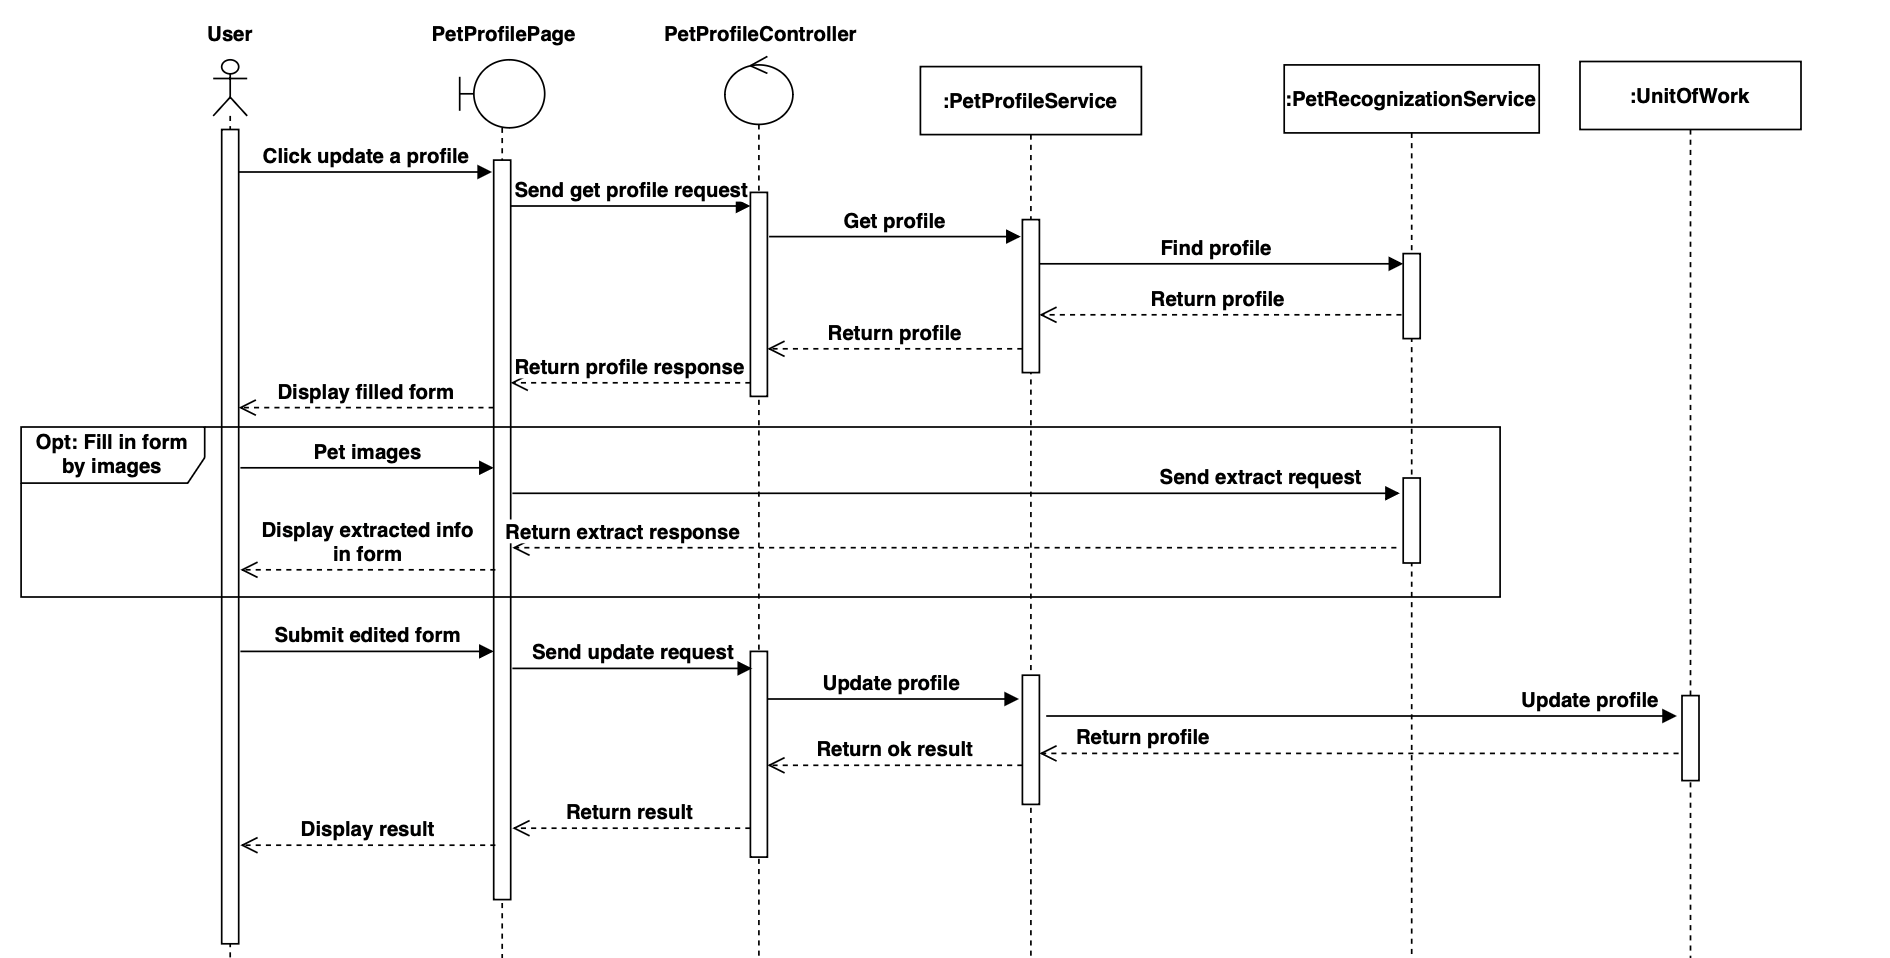 User
PetProfilePage
PetProfileController
:PetProfileService
:PetRecognizationService
:UnitOfWork
Click update a profile
Send get profile request
Get profile
Find profile
Return profile
Return profile
Return profile response
Display filled form
Opt: Fill in form
by images
Pet images
Send extract request
Return extract response
Display extracted info
in form
Submit edited form
Send update request
Update profile
Update profile
Return profile
Return ok result
Return result
Display result